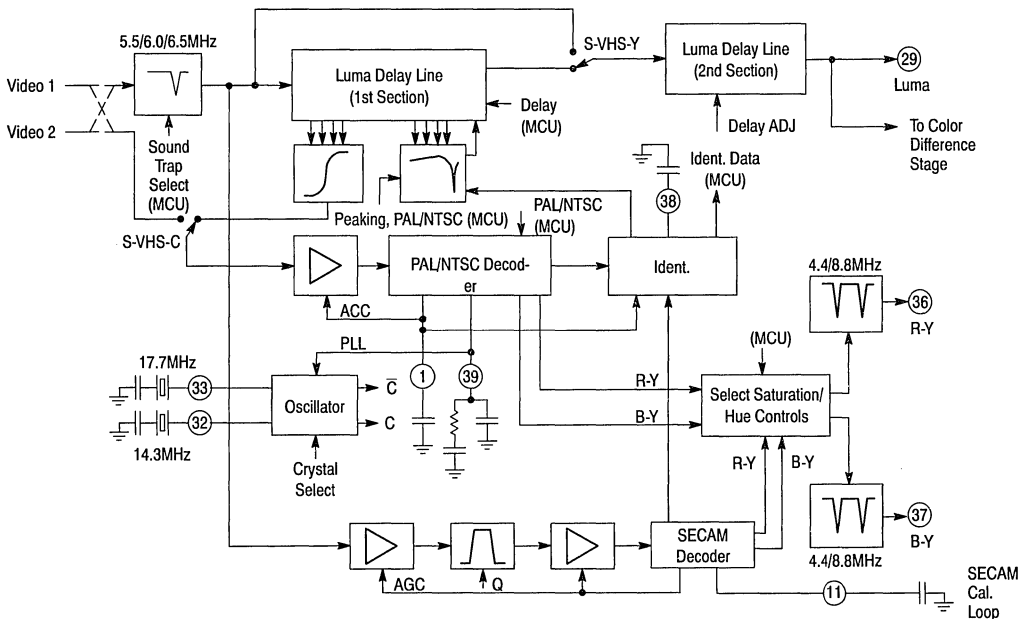 5.5/6.0/6.5MHz
Video 1
Video 2
Sound
Trap
Select
(MCU)
Luma Delay Line
(1st Section)
S-VHS-Y
Luma Delay Line
(2nd Section)
29
Luma
Delay
(MCU)
Delay ADJ
To Color
Difference
Stage
Ident. Data
(MCU)
38
Peaking, PAL/NTSC (MCU)
PAL/NTSC
(MCU)
S-VHS-C
PAL/NTSC Decod-
er
Ident.
4.4/8.8MHz
36
R-Y
ACC
PLL
17.7MHz
33
32
14.3MHz
Oscillator
C̅
C
Crystal
Select
1
39
R-Y
B-Y
(MCU)
Select Saturation/
Hue Controls
R-Y
B-Y
37
B-Y
4.4/8.8MHz
AGC
Q
SECAM
Decoder
11
SECAM
Cal.
Loop